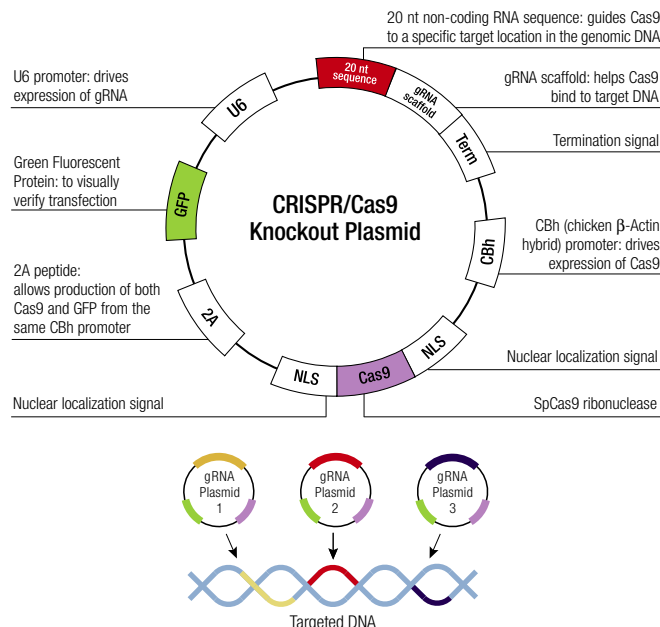 20 nt non-coding RNA sequence: guides Cas9
to a specific target location in the genomic DNA
U6 promoter: drives
expression of gRNA
20 nt
sequence
gRNA
scaffold
Term
U6
gRNA scaffold: helps Cas9
bind to target DNA
Termination signal
Green Fluorescent
Protein: to visually
verify transfection
GFP
CRISPR/Cas9
Knockout Plasmid
CBh
CBh (chicken β-Actin
hybrid) promoter: drives
expression of Cas9
2A peptide:
allows production of both
Cas9 and GFP from the
same CBh promoter
2A
NLS
Cas9
NLS
Nuclear localization signal
Nuclear localization signal
SpCas9 ribonuclease
gRNA
Plasmid
1
gRNA
Plasmid
2
gRNA
Plasmid
3
Targeted DNA